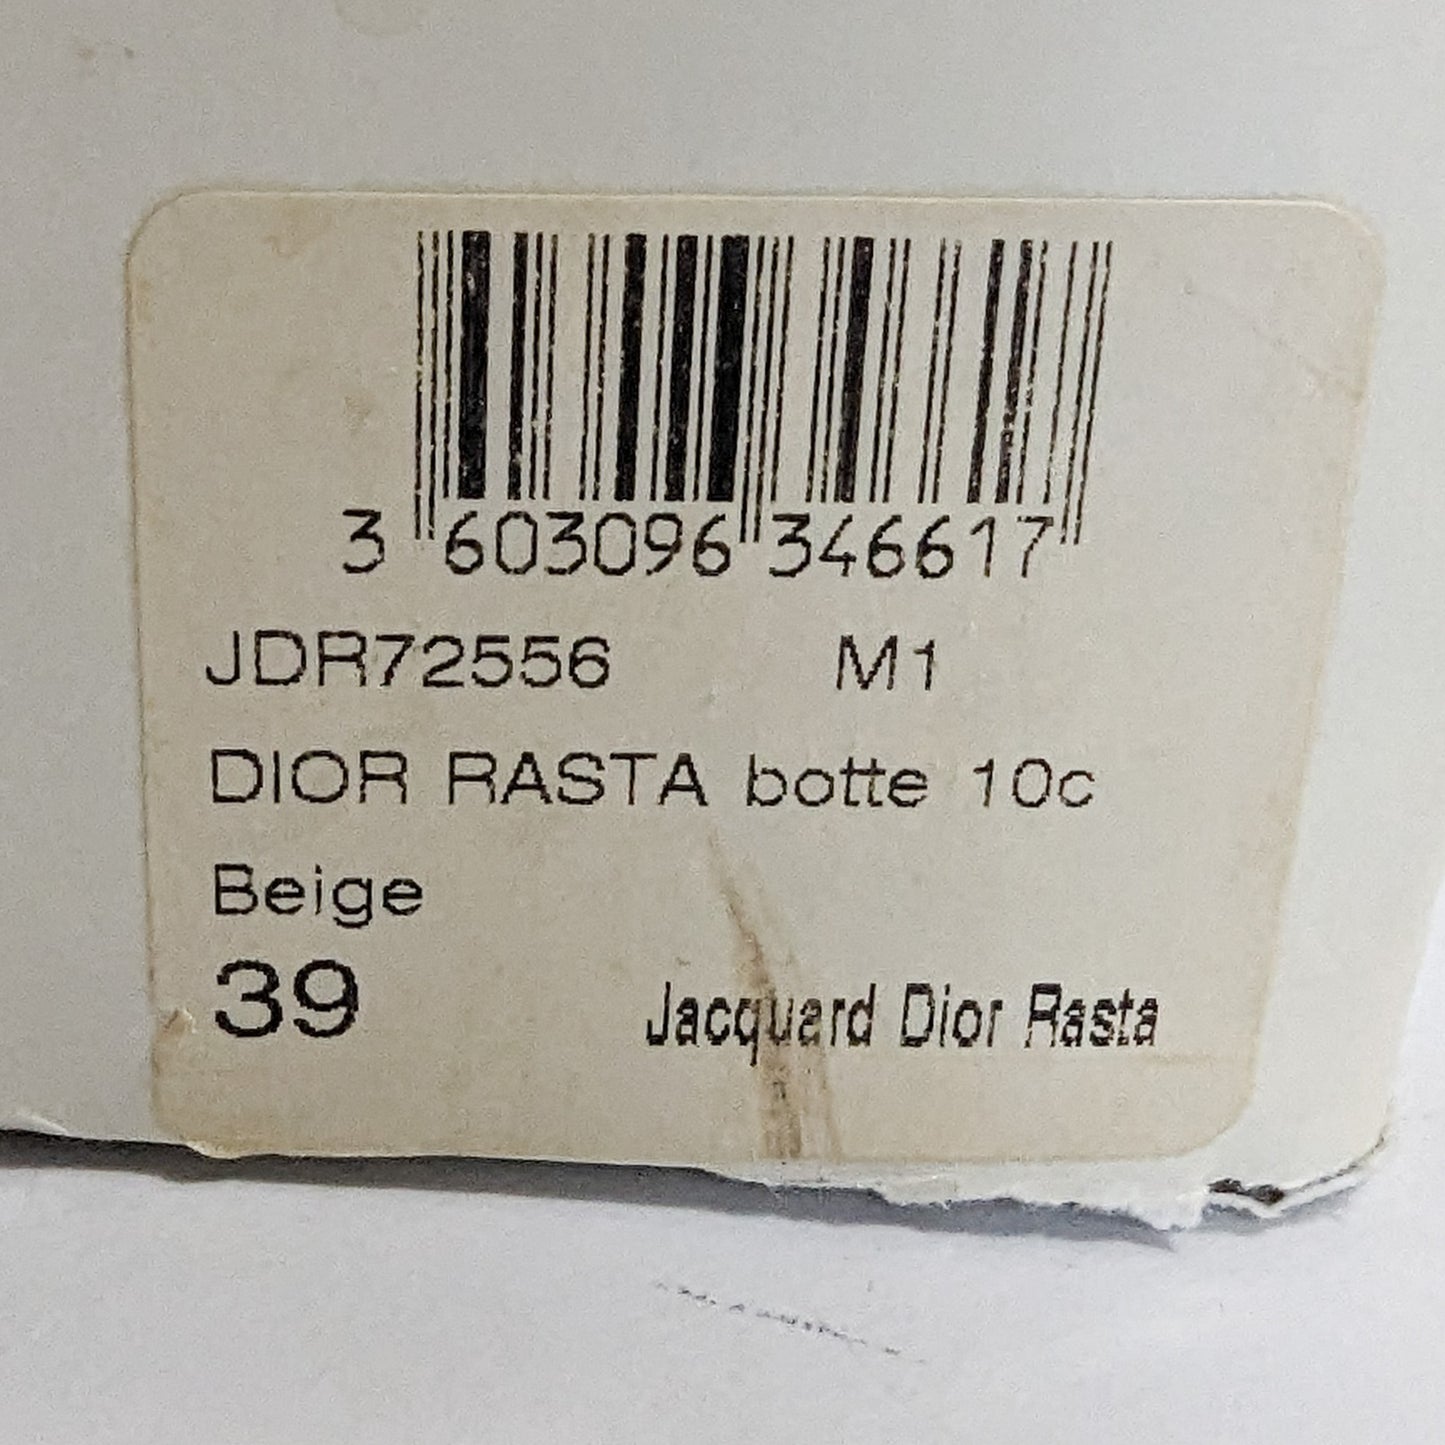 3 603096 346617
JDR72556 M1
DIOR RASTA botte 10c
Beige
39 Jacquard Dior Rasta